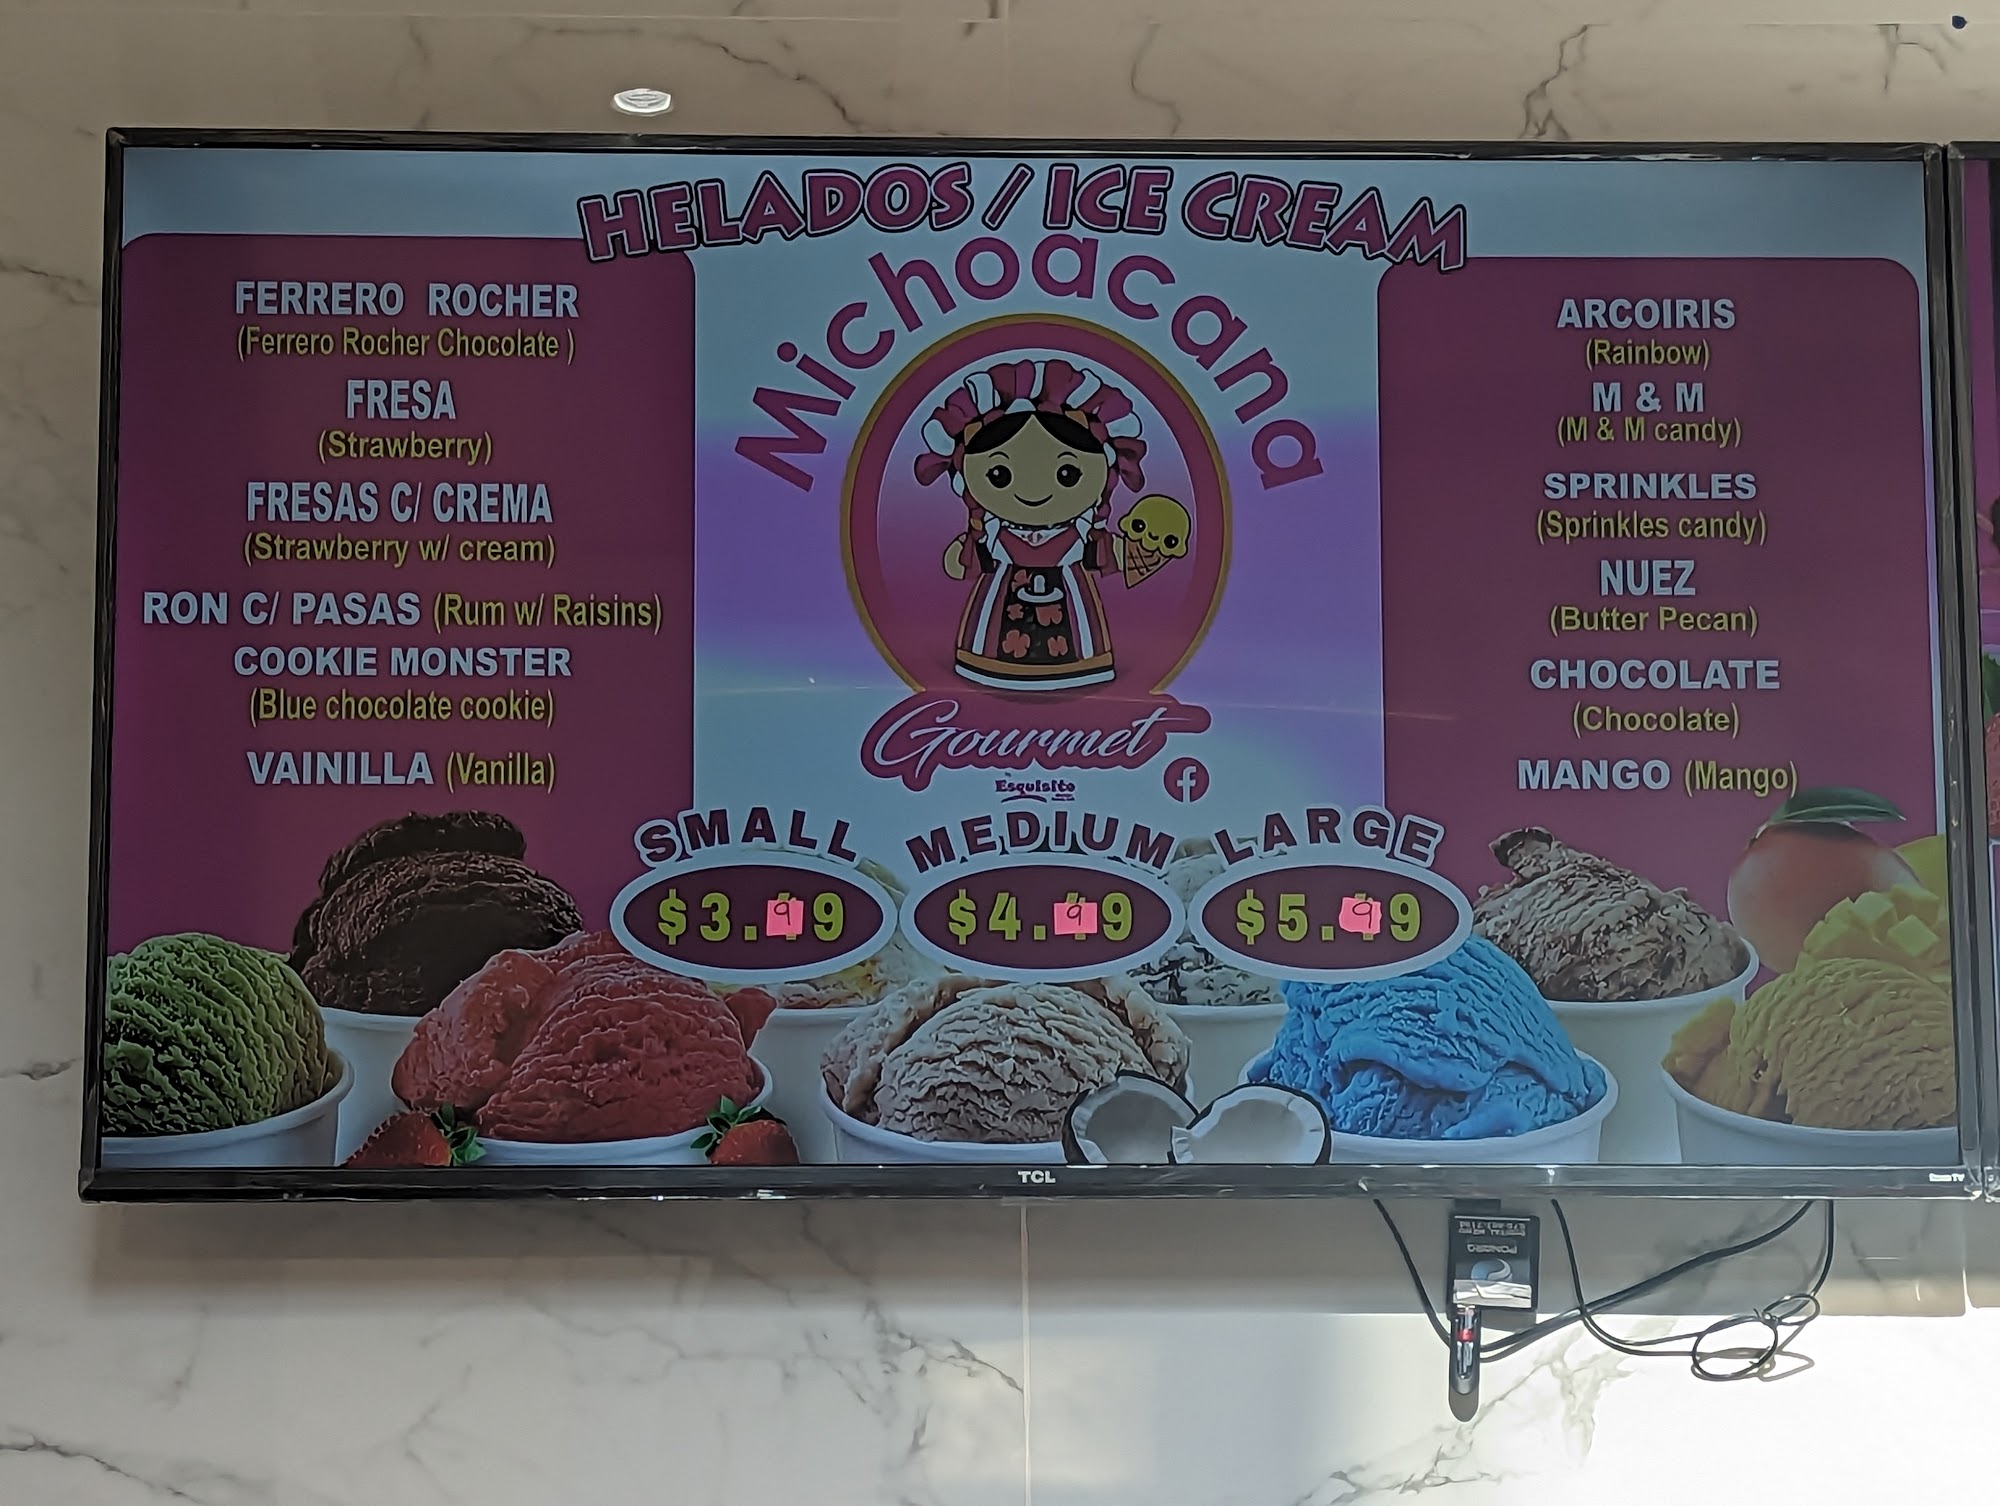 HELADOS / ICE CREAM
Michoacana
Gourmet
Esquisito
FERRERO ROCHER
(Ferrero Rocher Chocolate )
FRESA
(Strawberry)
FRESAS C/ CREMA
(Strawberry w/ cream)
RON C/ PASAS (Rum w/ Raisins)
COOKIE MONSTER
(Blue chocolate cookie)
VAINILLA (Vanilla)
ARCOIRIS
(Rainbow)
M & M
(M & M candy)
SPRINKLES
(Sprinkles candy)
NUEZ
(Butter Pecan)
CHOCOLATE
(Chocolate)
MANGO (Mango)
SMALL MEDIUM LARGE
$3.99 $4.99 $5.99
TCL